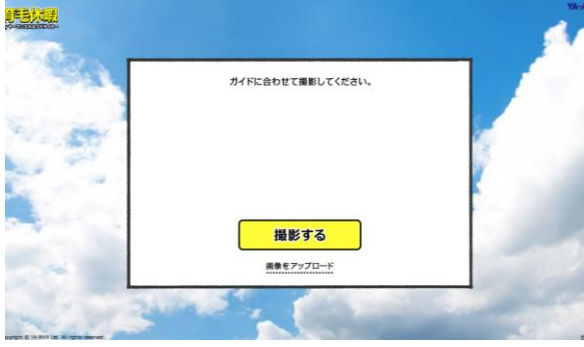 育毛休暇
ガイドに合わせて撮影してください。
撮影する
画像をアップロード